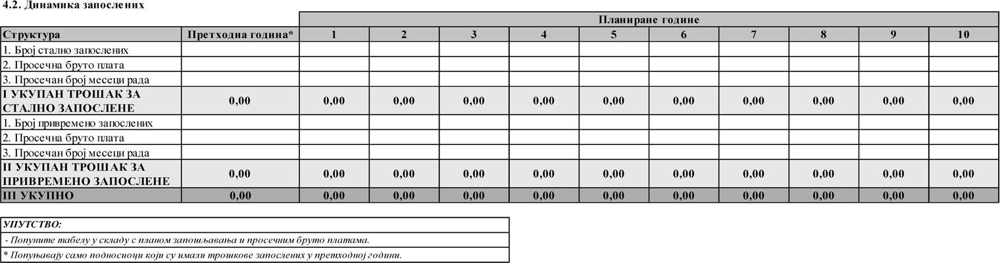 4.2. Динамика запослених
Планиране године
Структура Претходна година* 1 2 3 4 5 6 7 8 9 10
1. Број стално запослених
2. Просечна бруто плата
3. Просечан број месеци рада
I УКУПАН ТРОШАК ЗА
СТАЛНО ЗАПОСЛЕНЕ 0,00 0,00 0,00 0,00 0,00 0,00 0,00 0,00 0,00 0,00 0,00
1. Број привремено запослених
2. Просечна бруто плата
3. Просечан број месеци рада
II УКУПАН ТРОШАК ЗА
ПРИВРЕМЕНО ЗАПОСЛЕНЕ 0,00 0,00 0,00 0,00 0,00 0,00 0,00 0,00 0,00 0,00 0,00
III УКУПНО 0,00 0,00 0,00 0,00 0,00 0,00 0,00 0,00 0,00 0,00 0,00
УПУТСТВО:
- Попуните табелу у складу с планом запошљавања и просечним бруто платама.
* Попуњавају само подносиоци који су имали трошкове запослених у претходној години.